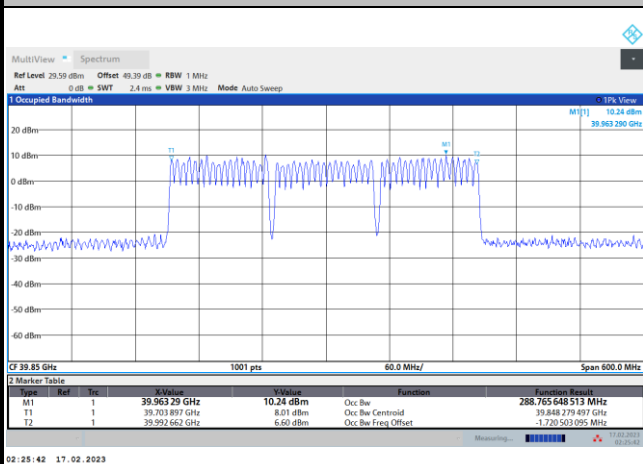 MultiView Spectrum
Ref Level 29.59 dBm Offset 49.39 dB RBW 1 MHz
Att 0 dB SWT 2.4 ms VBW 3 MHz Mode Auto Sweep
1 Occupied Bandwidth 1Pk View
M1[1] 10.24 dBm
39.963 290 GHz
20 dBm
M1
T1 T2
10 dBm
0 dBm
-10 dBm
-20 dBm
-30 dBm
-40 dBm
-50 dBm
-60 dBm
CF 39.85 GHz 1001 pts 60.0 MHz/ Span 600.0 MHz
2 Marker Table
Type Ref Trc X-Value Y-Value Function Function Result
M1 1 39.963 29 GHz 10.24 dBm Occ Bw 288.765 648 513 MHz
T1 1 39.703 897 GHz 8.01 dBm Occ Bw Centroid 39.848 279 497 GHz
T2 1 39.992 662 GHz 6.60 dBm Occ Bw Freq Offset -1.720 503 095 MHz
Measuring... 17.02.2023
02:25:42
02:25:42 17.02.2023